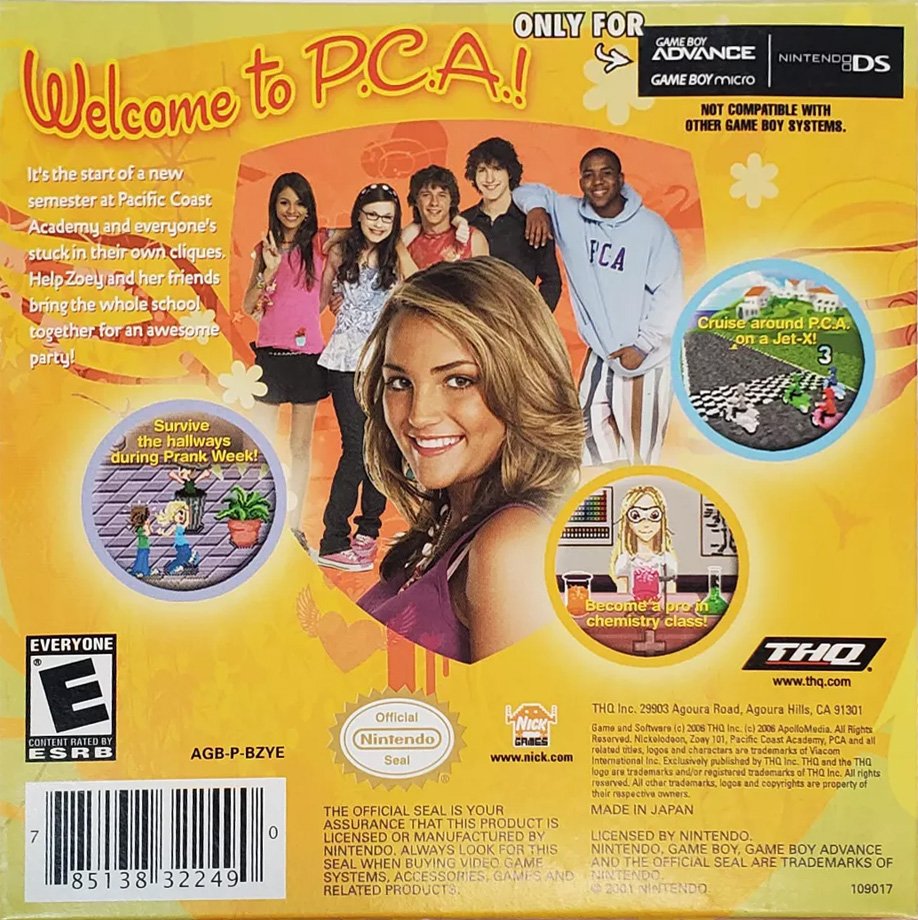 Welcome to P.C.A.!
ONLY FOR
GAME BOY
ADVANCE
GAME BOY micro
NINTENDO DS
NOT COMPATIBLE WITH
OTHER GAME BOY SYSTEMS.
It's the start of a new
semester at Pacific Coast
Academy and everyone's
stuck in their own cliques.
Help Zoey and her friends
bring the whole school
together for an awesome
party!
PCA
Cruise around P.C.A.
on a Jet-X!
3
Survive
the hallways
during Prank Week!
Become a pro in
chemistry class!
EVERYONE
E
®
CONTENT RATED BY
ESRB
AGB-P-BZYE
Official
Nintendo
Seal
®
NICK
GAMES
www.nick.com
THQ
www.thq.com
THQ Inc. 29903 Agoura Road, Agoura Hills, CA 91301
Game and Software (c) 2006 THQ Inc. (c) 2006 ApolloMedia. All Rights
Reserved. Nickelodeon, Zoey 101, Pacific Coast Academy, PCA and all
related titles, logos and characters are trademarks of Viacom
International Inc. Exclusively published by THQ Inc. THQ and the THQ
logo are trademarks and/or registered trademarks of THQ Inc. All rights
reserved. All other trademarks, logos and copyrights are property of
their respective owners.
MADE IN JAPAN
THE OFFICIAL SEAL IS YOUR
ASSURANCE THAT THIS PRODUCT IS
LICENSED OR MANUFACTURED BY
NINTENDO. ALWAYS LOOK FOR THIS
SEAL WHEN BUYING VIDEO GAME
SYSTEMS, ACCESSORIES, GAMES AND
RELATED PRODUCTS.
LICENSED BY NINTENDO.
NINTENDO, GAME BOY, GAME BOY ADVANCE
AND THE OFFICIAL SEAL ARE TRADEMARKS OF
NINTENDO.
© 2001 NINTENDO.
109017
7 85138 32249 0